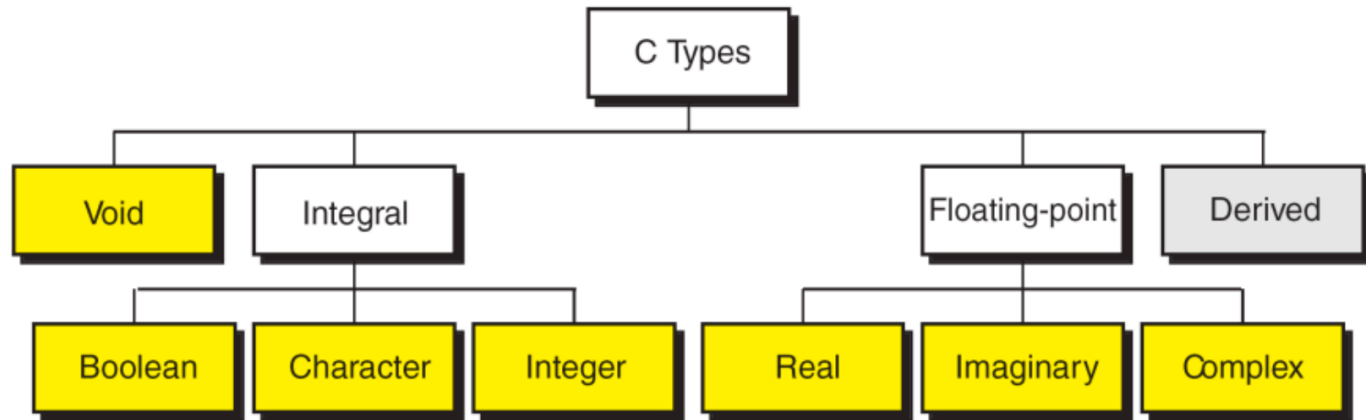 C Types
Void
Integral
Floating-point
Derived
Boolean
Character
Integer
Real
Imaginary
Complex